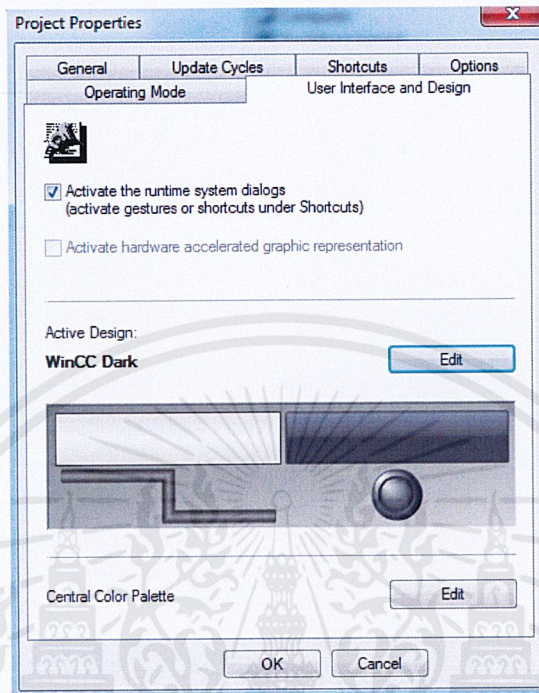 Project Properties
General Update Cycles Shortcuts Options
Operating Mode User Interface and Design
Activate the runtime system dialogs
(activate gestures or shortcuts under Shortcuts)
Activate hardware accelerated graphic representation
Active Design:
WinCC Dark Edit
Central Color Palette Edit
OK Cancel